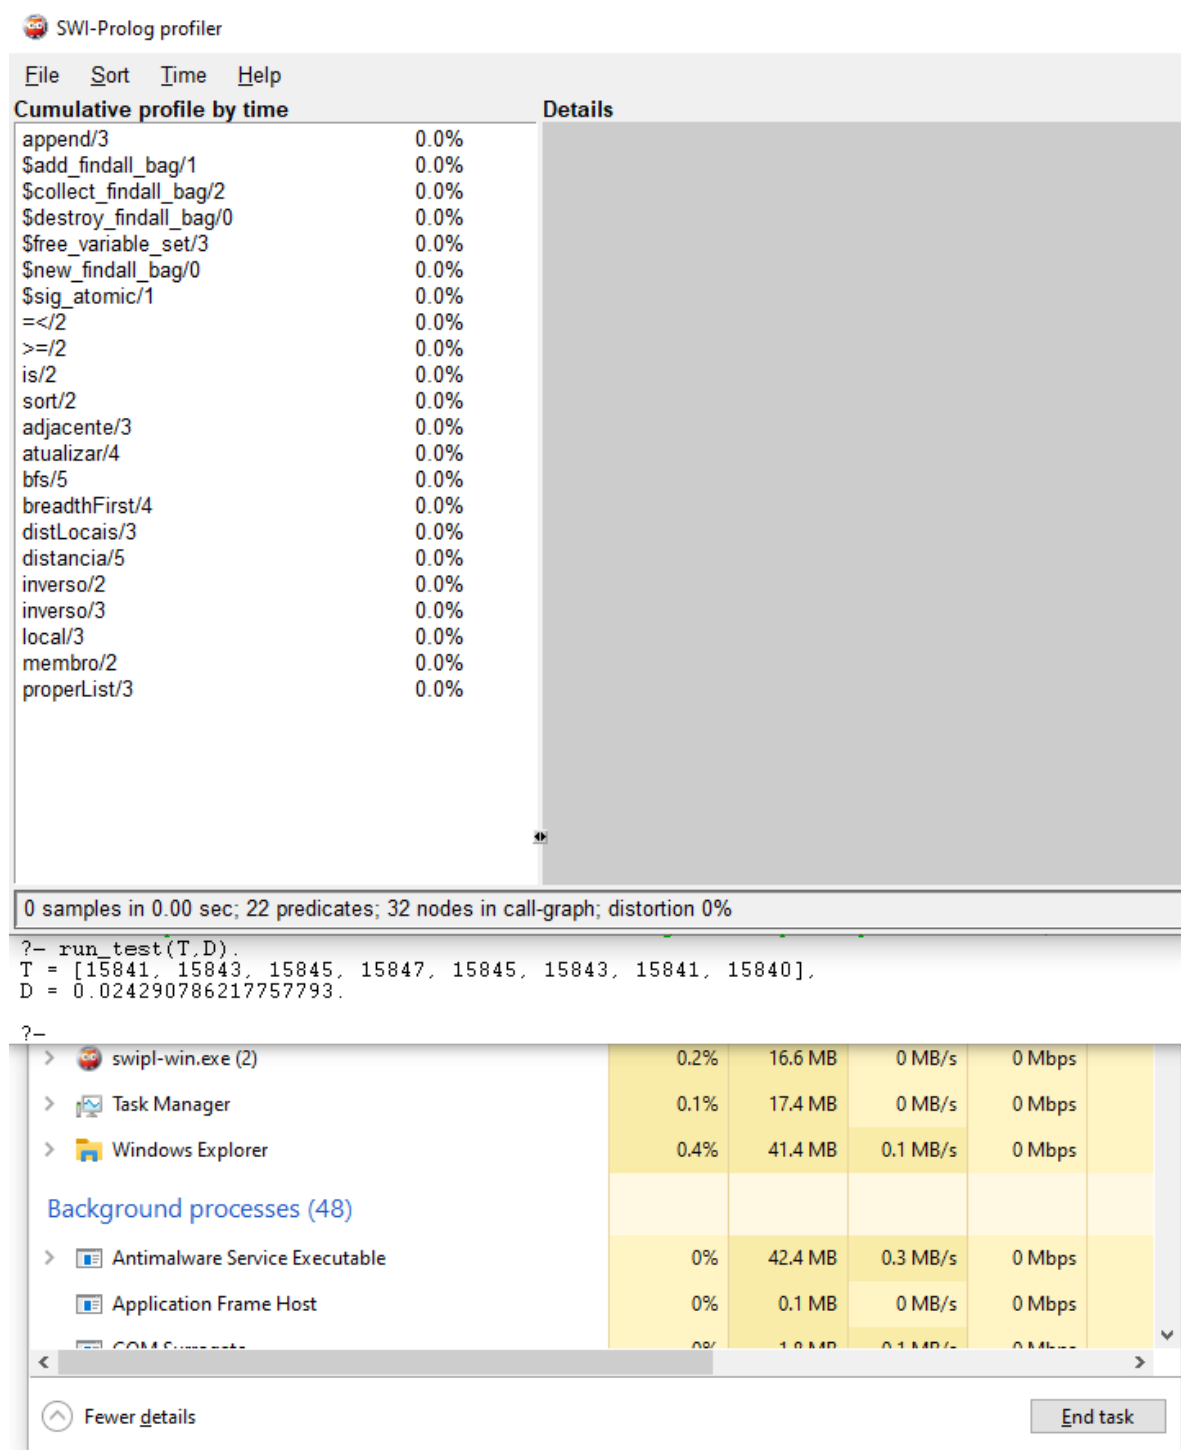 SWI-Prolog profiler
File Sort Time Help
Cumulative profile by time Details
append/3 0.0%
$add_findall_bag/1 0.0%
$collect_findall_bag/2 0.0%
$destroy_findall_bag/0 0.0%
$free_variable_set/3 0.0%
$new_findall_bag/0 0.0%
$sig_atomic/1 0.0%
=</2 0.0%
>=/2 0.0%
is/2 0.0%
sort/2 0.0%
adjacente/3 0.0%
atualizar/4 0.0%
bfs/5 0.0%
breadthFirst/4 0.0%
distLocais/3 0.0%
distancia/5 0.0%
inverso/2 0.0%
inverso/3 0.0%
local/3 0.0%
membro/2 0.0%
properList/3 0.0%
0 samples in 0.00 sec; 22 predicates; 32 nodes in call-graph; distortion 0%
?- run_test(T,D).
T = [15841, 15843, 15845, 15847, 15845, 15843, 15841, 15840],
D = 0.024290786217757793.
?-
swipl-win.exe (2) 0.2% 16.6 MB 0 MB/s 0 Mbps
Task Manager 0.1% 17.4 MB 0 MB/s 0 Mbps
Windows Explorer 0.4% 41.4 MB 0.1 MB/s 0 Mbps
Background processes (48)
Antimalware Service Executable 0% 42.4 MB 0.3 MB/s 0 Mbps
Application Frame Host 0% 0.1 MB 0 MB/s 0 Mbps
Fewer details End task